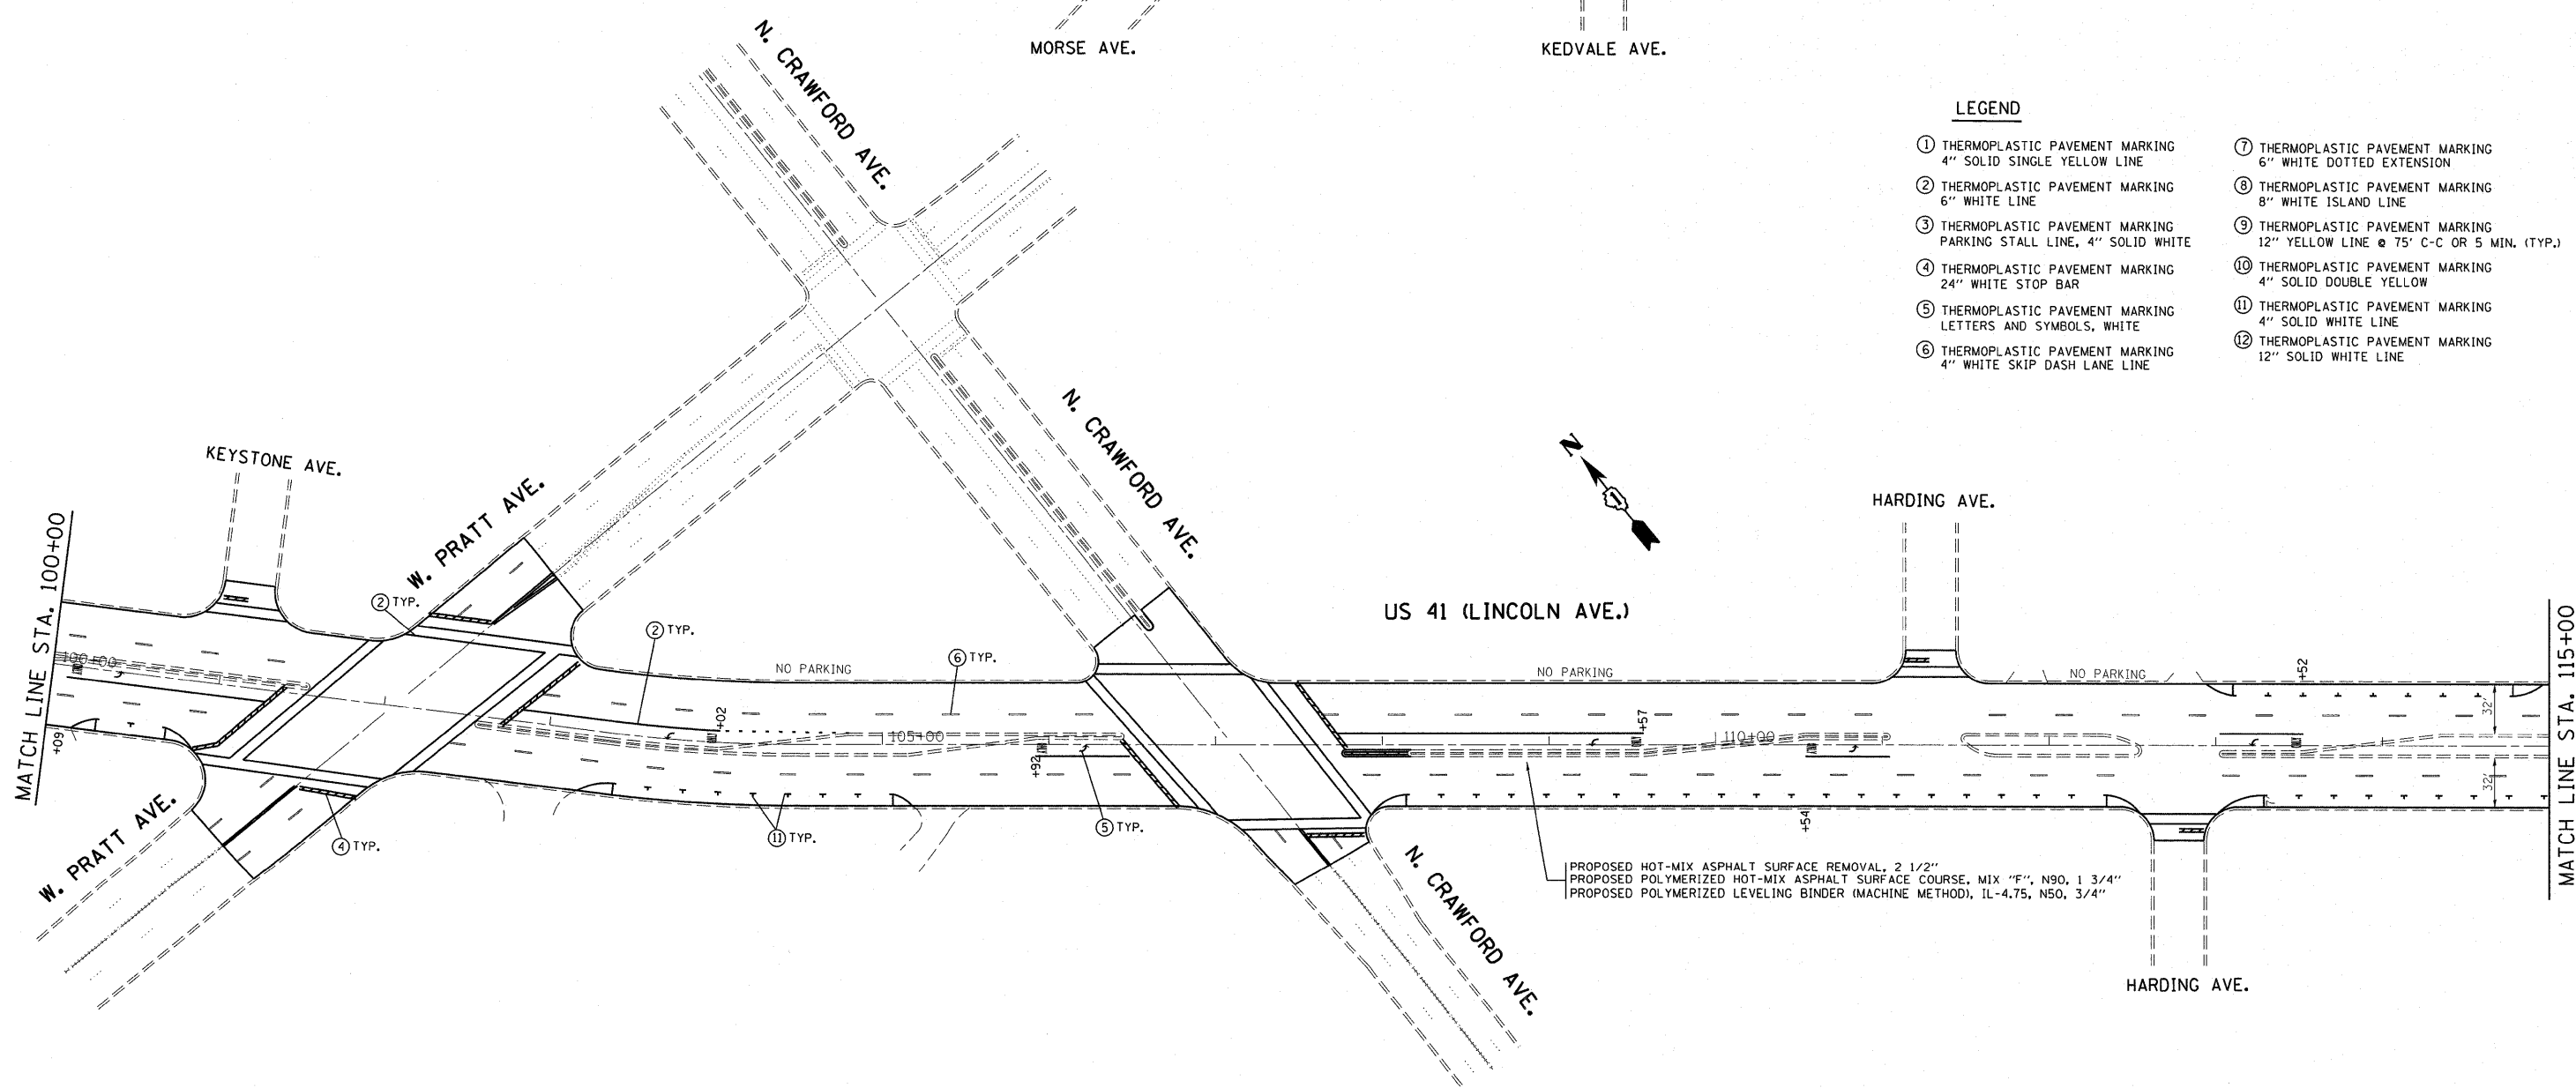 MORSE AVE.
KEDVALE AVE.
N. CRAWFORD AVE.
LEGEND
1 THERMOPLASTIC PAVEMENT MARKING
4" SOLID SINGLE YELLOW LINE
2 THERMOPLASTIC PAVEMENT MARKING
6" WHITE LINE
3 THERMOPLASTIC PAVEMENT MARKING
PARKING STALL LINE, 4" SOLID WHITE
4 THERMOPLASTIC PAVEMENT MARKING
24" WHITE STOP BAR
5 THERMOPLASTIC PAVEMENT MARKING
LETTERS AND SYMBOLS, WHITE
6 THERMOPLASTIC PAVEMENT MARKING
4" WHITE SKIP DASH LANE LINE
7 THERMOPLASTIC PAVEMENT MARKING
6" WHITE DOTTED EXTENSION
8 THERMOPLASTIC PAVEMENT MARKING
8" WHITE ISLAND LINE
9 THERMOPLASTIC PAVEMENT MARKING
12" YELLOW LINE @ 75' C-C OR 5 MIN. (TYP.)
10 THERMOPLASTIC PAVEMENT MARKING
4" SOLID DOUBLE YELLOW
11 THERMOPLASTIC PAVEMENT MARKING
4" SOLID WHITE LINE
12 THERMOPLASTIC PAVEMENT MARKING
12" SOLID WHITE LINE
KEYSTONE AVE.
W. PRATT AVE.
N. CRAWFORD AVE.
N
HARDING AVE.
MATCH LINE STA. 100+00
2 TYP.
2 TYP.
6 TYP.
US 41 (LINCOLN AVE.)
NO PARKING
NO PARKING
NO PARKING
100+00
+09
+02
105+00
+92
+57
110+00
+54
+52
32'
32'
7'
MATCH LINE STA. 115+00
W. PRATT AVE.
4 TYP.
11 TYP.
5 TYP.
PROPOSED HOT-MIX ASPHALT SURFACE REMOVAL, 2 1/2"
PROPOSED POLYMERIZED HOT-MIX ASPHALT SURFACE COURSE, MIX "F", N90, 1 3/4"
PROPOSED POLYMERIZED LEVELING BINDER (MACHINE METHOD), IL-4.75, N50, 3/4"
N. CRAWFORD AVE.
HARDING AVE.